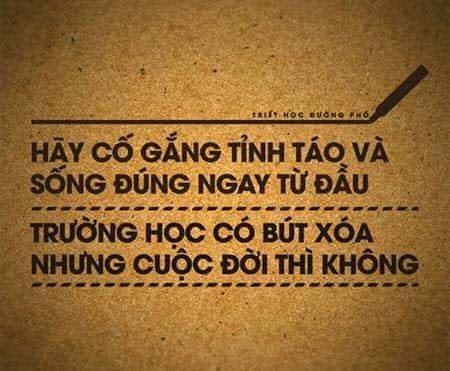 TRIẾT HỌC ĐƯỜNG PHỐ
HÃY CỐ GẮNG TỈNH TÁO VÀ
SỐNG ĐÚNG NGAY TỪ ĐẦU
TRƯỜNG HỌC CÓ BÚT XÓA
NHƯNG CUỘC ĐỜI THÌ KHÔNG